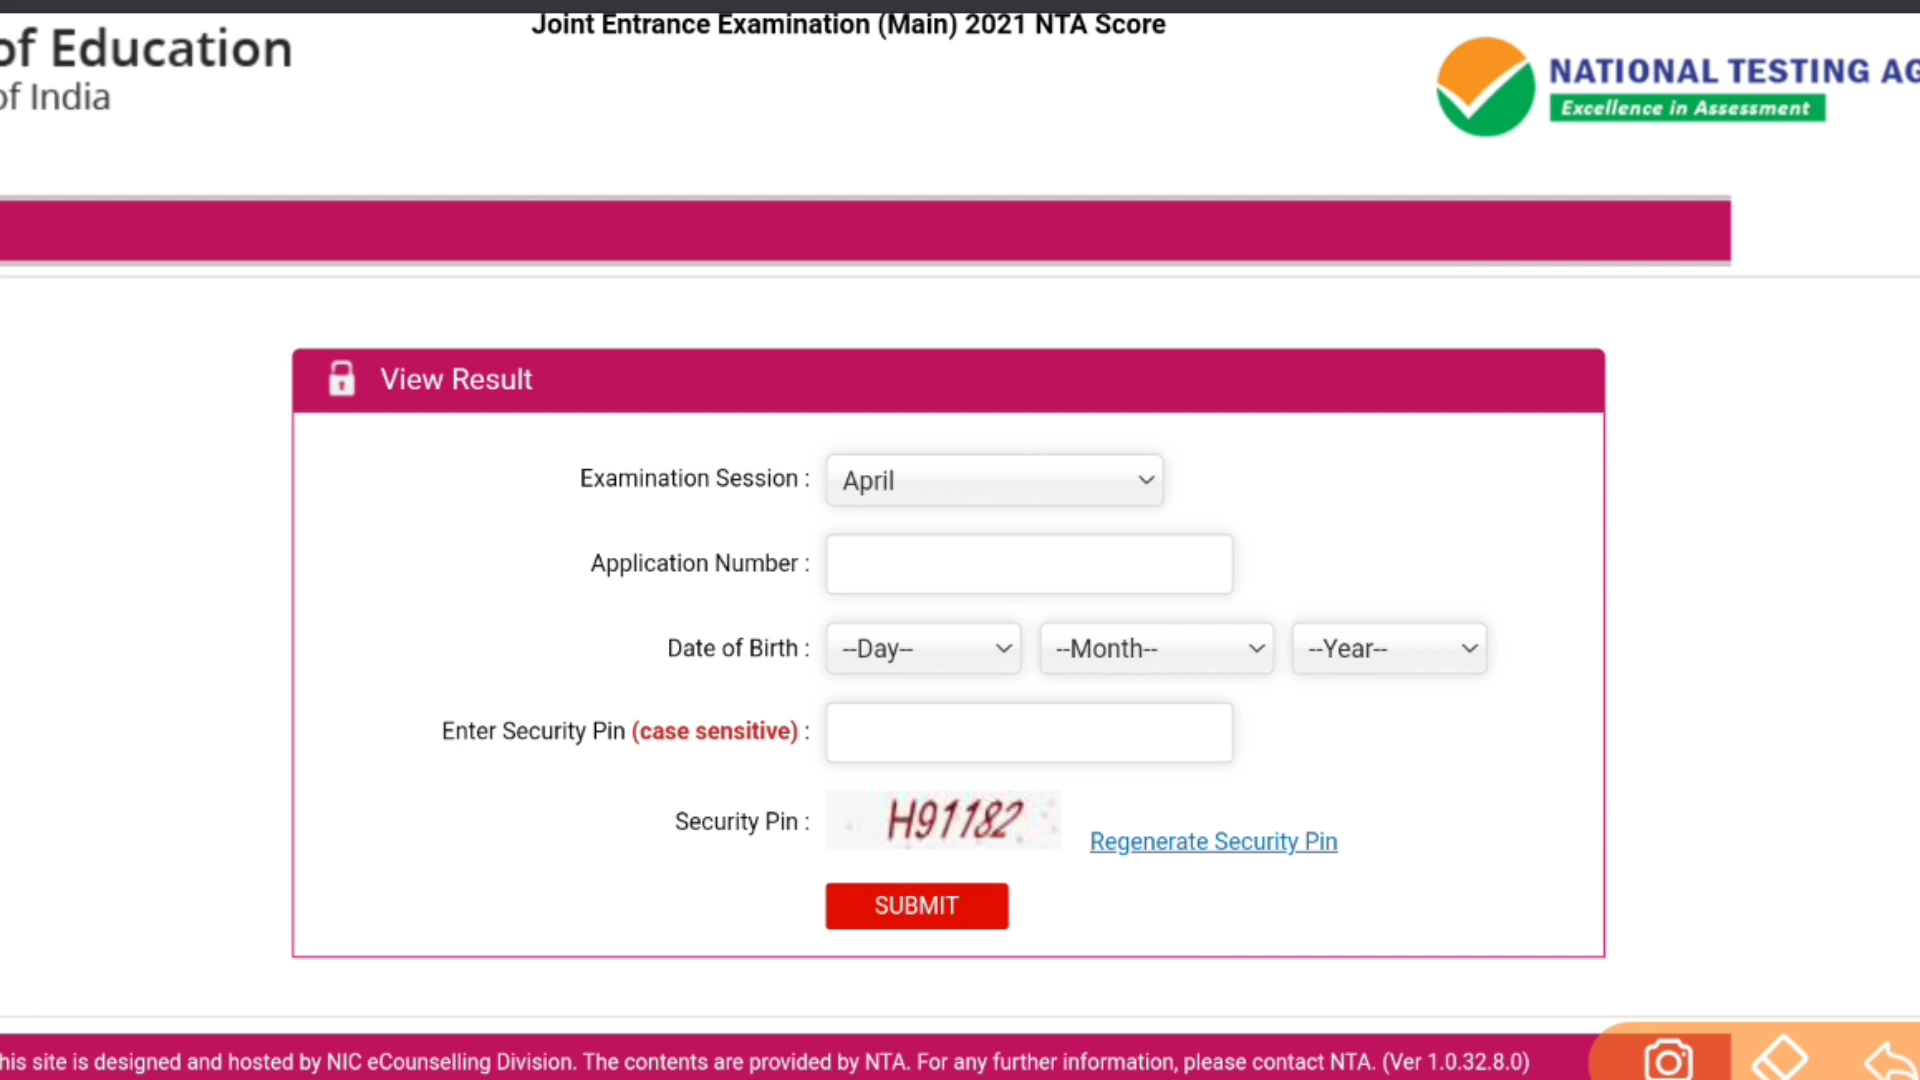 Joint Entrance Examination (Main) 2021 NTA Score
of Education
of India
NATIONAL TESTING AG
Excellence in Assessment
View Result
Examination Session : April
Application Number :
Date of Birth : --Day-- --Month-- --Year--
Enter Security Pin (case sensitive) :
Security Pin : H91182
Regenerate Security Pin
SUBMIT
his site is designed and hosted by NIC eCounselling Division. The contents are provided by NTA. For any further information, please contact NTA. (Ver 1.0.32.8.0)